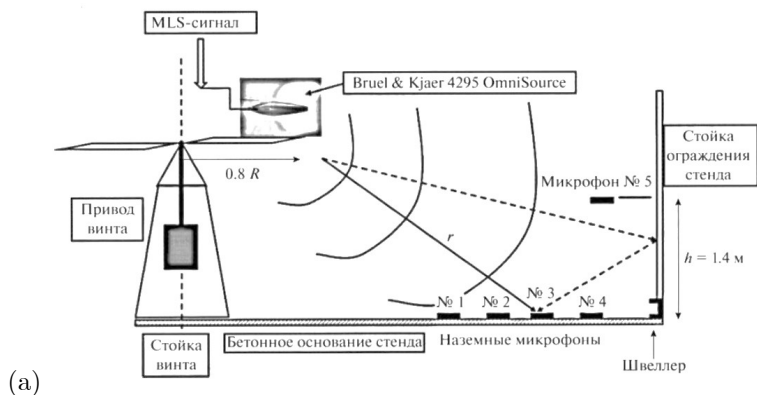 MLS-сигнал
Bruel & Kjaer 4295 OmniSource
Стойка
ограждения
стенда
0.8 R
Микрофон № 5
Привод
винта
r
h = 1.4 м
№ 1 № 2 № 3 № 4
Стойка
винта
Бетонное основание стенда
Наземные микрофоны
Швеллер
(a)